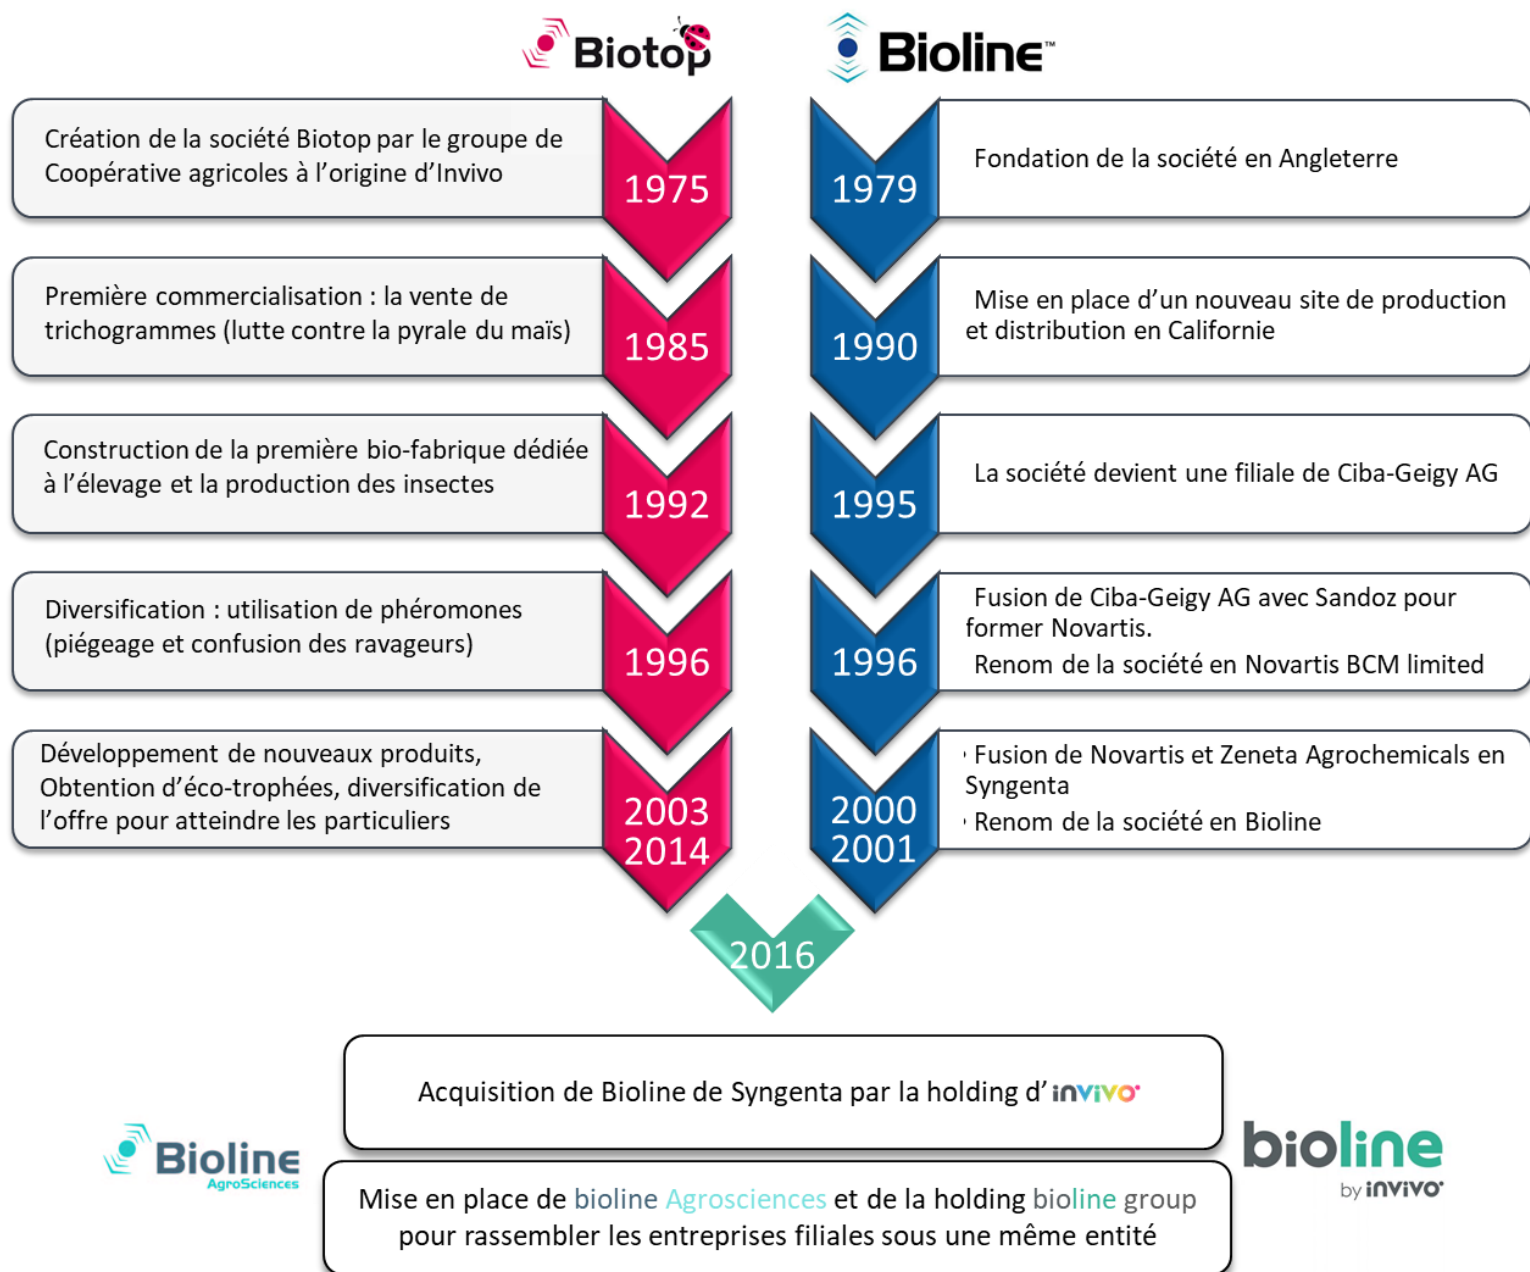 Biotop
Bioline™
Création de la société Biotop par le groupe de
Coopérative agricoles à l'origine d'Invivo
1975
1979
Fondation de la société en Angleterre
Première commercialisation : la vente de
trichogrammes (lutte contre la pyrale du maïs)
1985
1990
Mise en place d'un nouveau site de production
et distribution en Californie
Construction de la première bio-fabrique dédiée
à l'élevage et la production des insectes
1992
1995
La société devient une filiale de Ciba-Geigy AG
Diversification : utilisation de phéromones
(piégeage et confusion des ravageurs)
1996
1996
Fusion de Ciba-Geigy AG avec Sandoz pour
former Novartis.
Renom de la société en Novartis BCM limited
Développement de nouveaux produits,
Obtention d'éco-trophées, diversification de
l'offre pour atteindre les particuliers
2003
2014
2000
2001
· Fusion de Novartis et Zeneta Agrochemicals en
Syngenta
· Renom de la société en Bioline
2016
Acquisition de Bioline de Syngenta par la holding d' invivo
Bioline
AgroSciences
bioline
by invivo
Mise en place de bioline Agrosciences et de la holding bioline group
pour rassembler les entreprises filiales sous une même entité